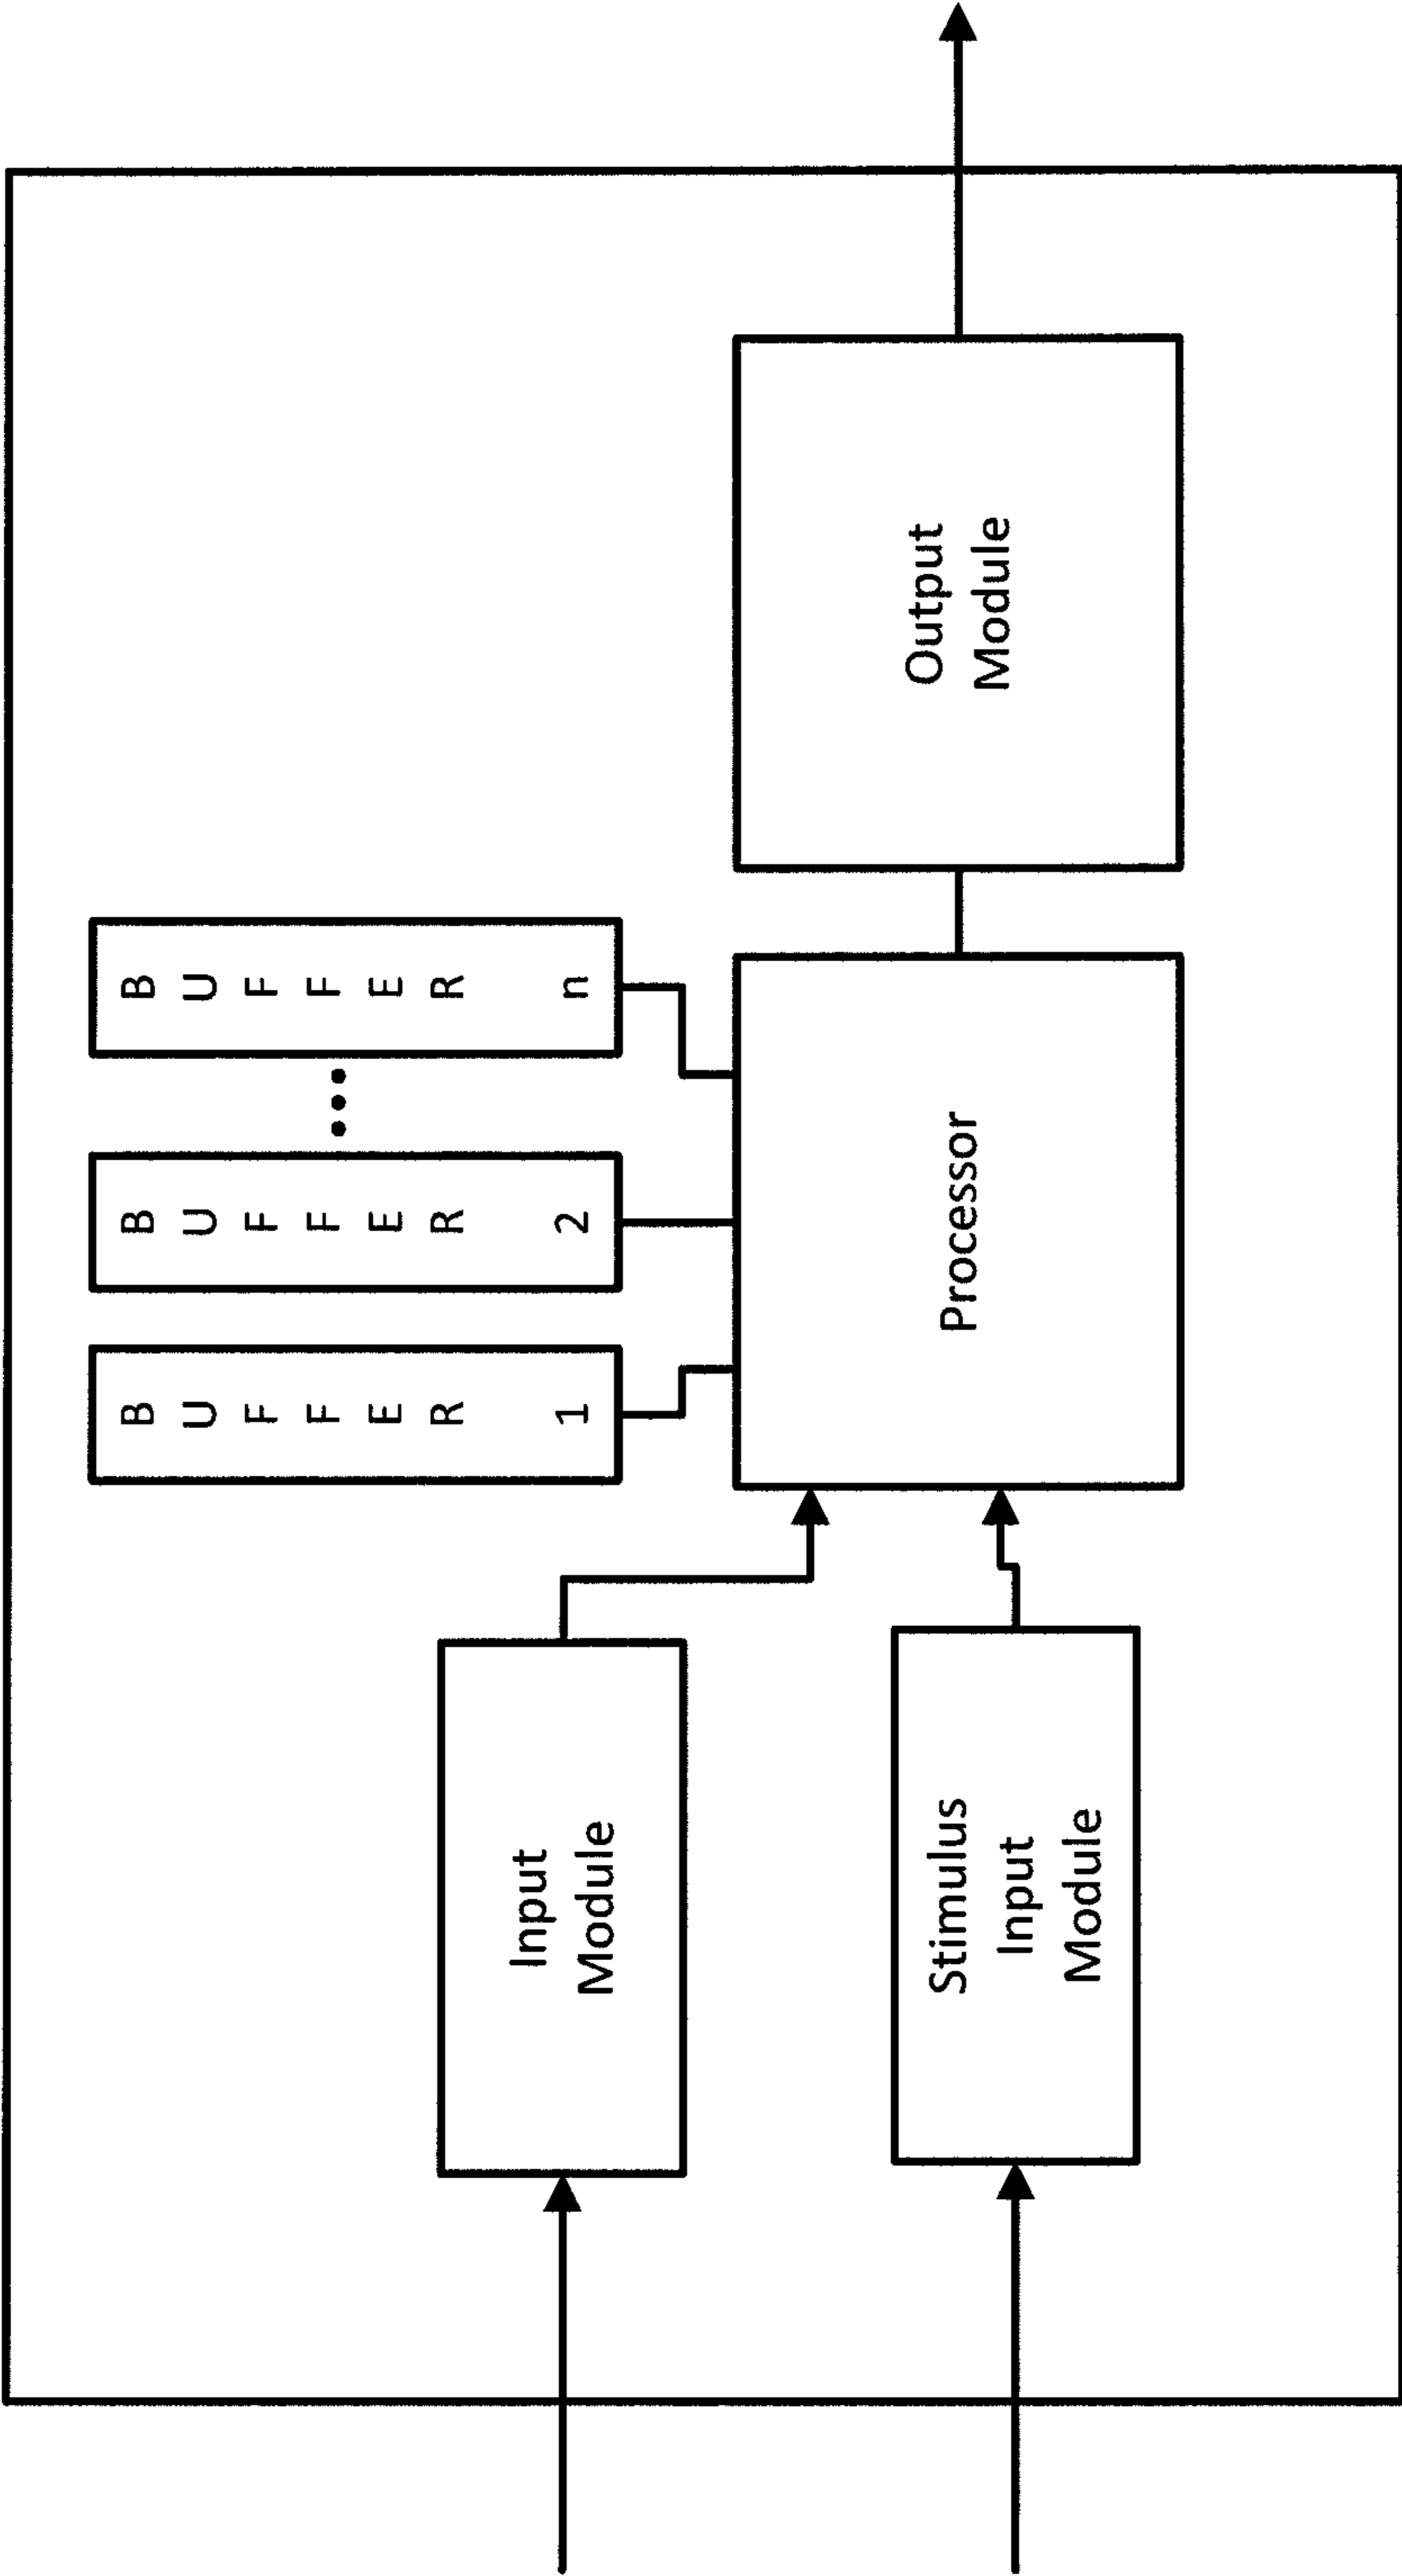 B U F F E R 1
B U F F E R 2
B U F F E R n
Input
Module
Stimulus
Input
Module
Processor
Output
Module